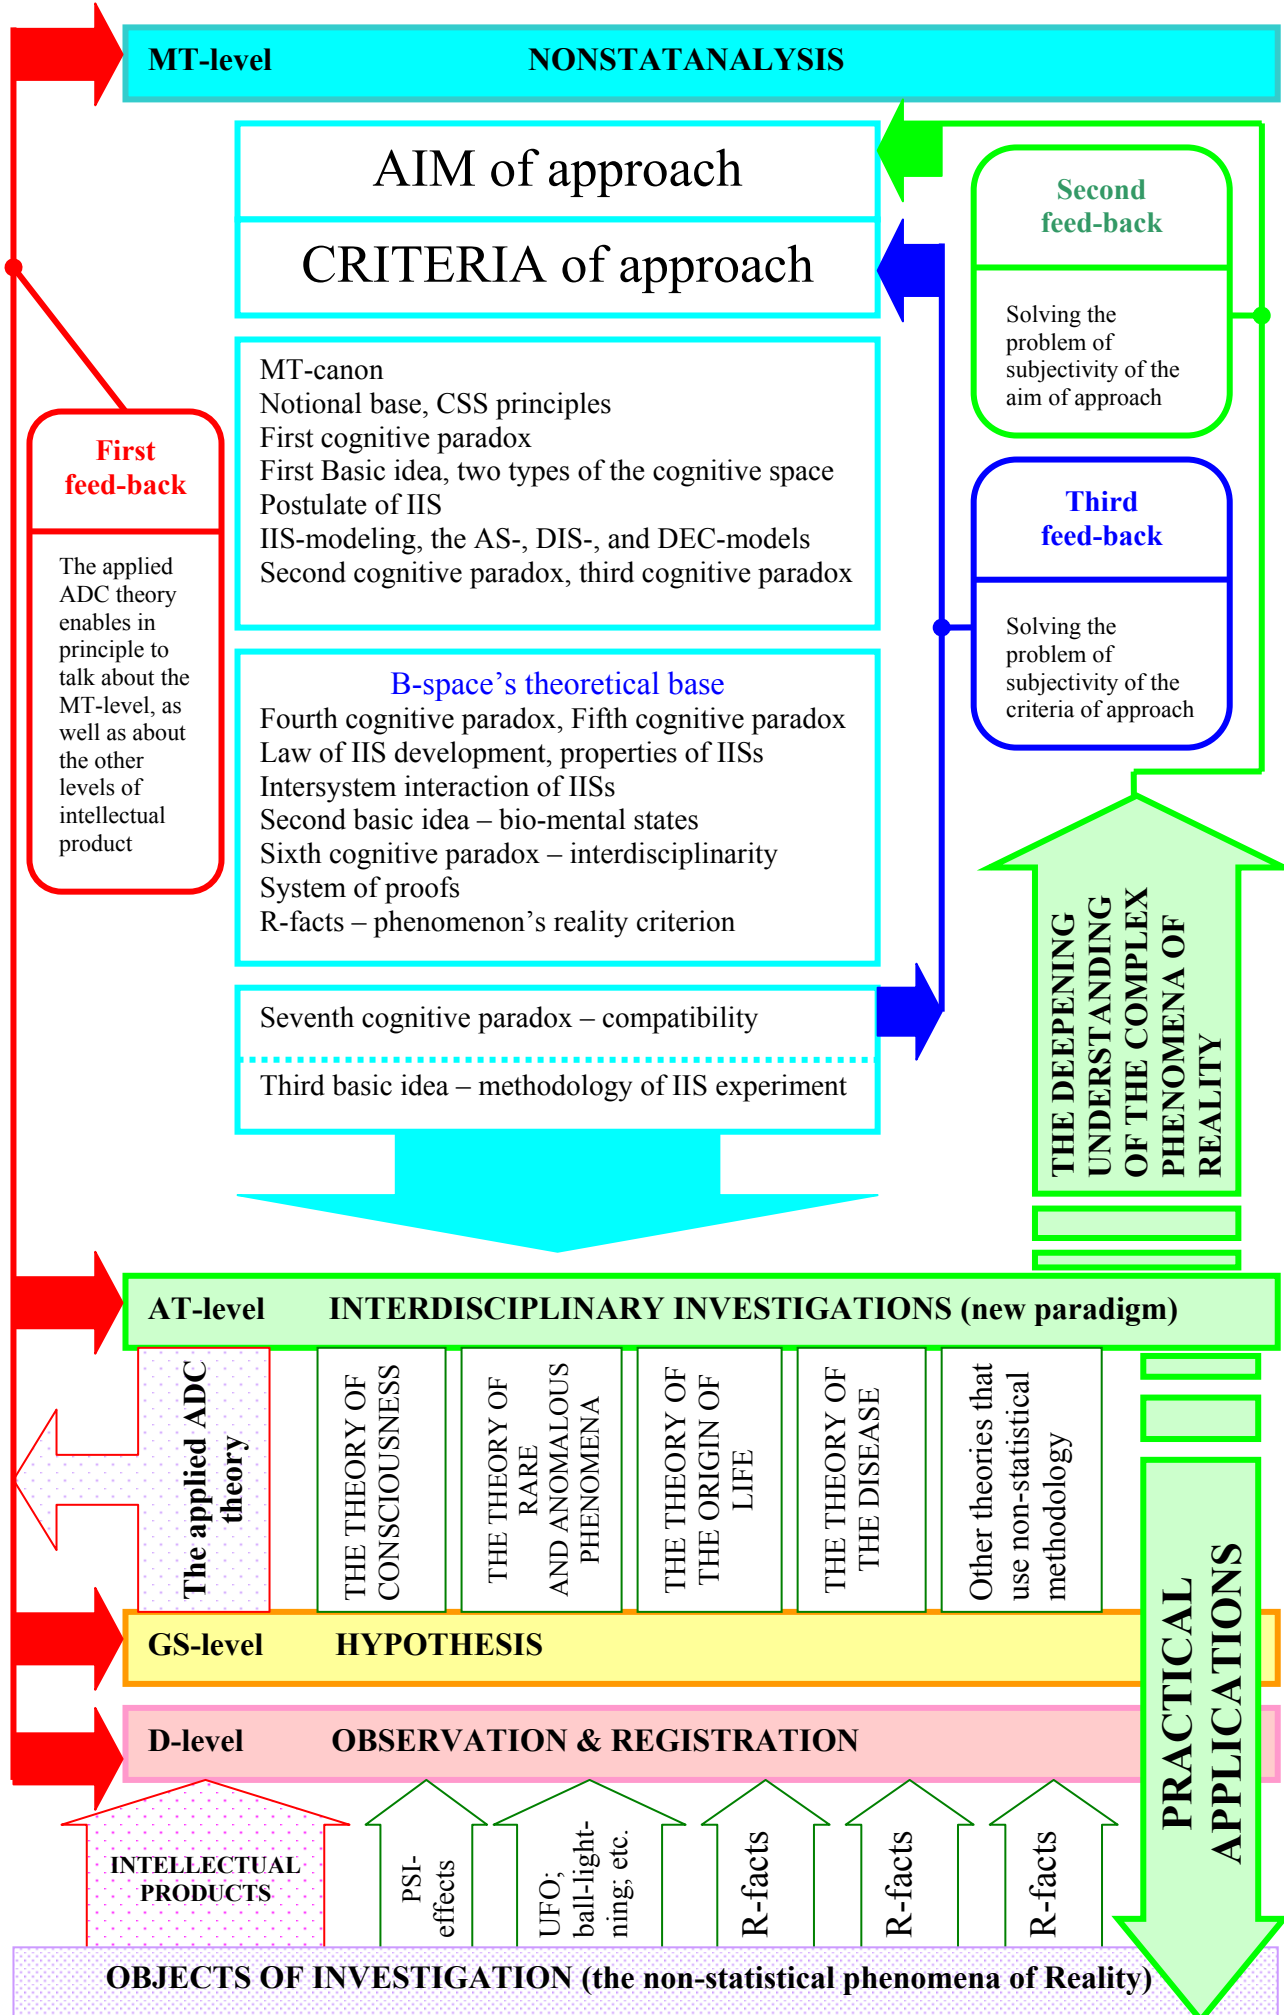 MT-level NONSTATANALYSIS
AIM of approach
CRITERIA of approach
MT-canon
Notional base, CSS principles
First cognitive paradox
First Basic idea, two types of the cognitive space
Postulate of IIS
IIS-modeling, the AS-, DIS-, and DEC-models
Second cognitive paradox, third cognitive paradox
B-space’s theoretical base
Fourth cognitive paradox, Fifth cognitive paradox
Law of IIS development, properties of IISs
Intersystem interaction of IISs
Second basic idea – bio-mental states
Sixth cognitive paradox – interdisciplinarity
System of proofs
R-facts – phenomenon’s reality criterion
Seventh cognitive paradox – compatibility
Third basic idea – methodology of IIS experiment
First
feed-back
The applied
ADC theory
enables in
principle to
talk about the
MT-level, as
well as about
the other
levels of
intellectual
product
Second
feed-back
Solving the
problem of
subjectivity of the
aim of approach
Third
feed-back
Solving the
problem of
subjectivity of the
criteria of approach
THE DEEPENING
UNDERSTANDING
OF THE COMPLEX
PHENOMENA OF
REALITY
AT-level INTERDISCIPLINARY INVESTIGATIONS (new paradigm)
The applied ADC
theory
THE THEORY OF
CONSCIOUSNESS
THE THEORY OF
RARE
AND ANOMALOUS
PHENOMENA
THE THEORY OF
THE ORIGIN OF
LIFE
THE THEORY OF
THE DISEASE
Other theories that
use non-statistical
methodology
PRACTICAL
APPLICATIONS
GS-level HYPOTHESIS
D-level OBSERVATION & REGISTRATION
INTELLECTUAL
PRODUCTS
PSI-
effects
UFO;
ball-light-
ning; etc.
R-facts
R-facts
R-facts
OBJECTS OF INVESTIGATION (the non-statistical phenomena of Reality)